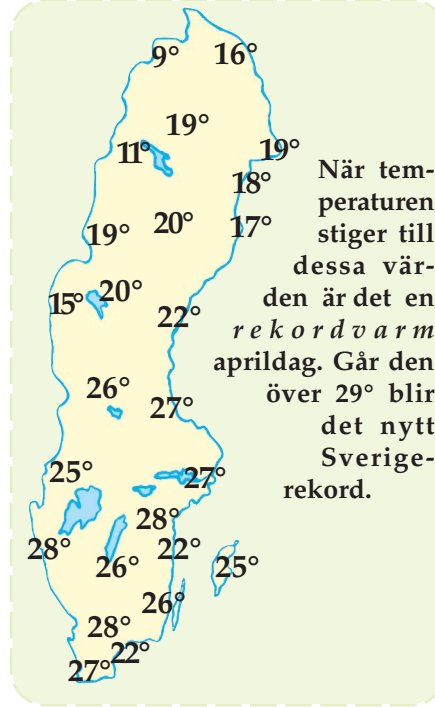 9° 16°
19°
11° 19°
18°
19° 20° 17°
15° 20°
22°
26°
27°
25°
27°
28°
28° 22°
26° 25°
26°
28°
22°
27°
När tem-
peraturen
stiger till
dessa vär-
den är det en
rekordvarm
aprildag. Går den
över 29° blir
det nytt
Sverige-
rekord.